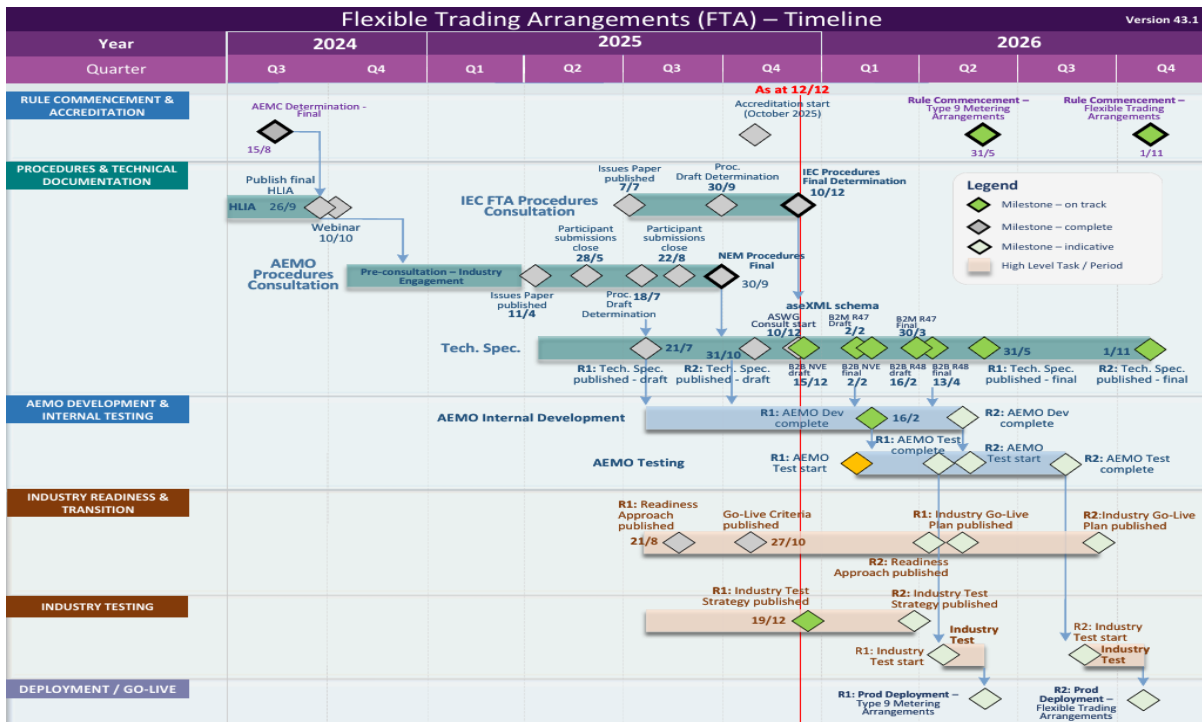 Flexible Trading Arrangements (FTA) – Timeline
Version 43.1
Year
2024
2025
2026
Quarter
Q3
Q4
Q1
Q2
Q3
Q4
Q1
Q2
Q3
Q4
As at 12/12
RULE COMMENCEMENT &
ACCREDITATION
AEMC Determination -
Final
15/8
Accreditation start
(October 2025)
Rule Commencement –
Type 9 Metering
Arrangements
31/5
Rule Commencement –
Flexible Trading
Arrangements
1/11
PROCEDURES & TECHNICAL
DOCUMENTATION
Publish final
HLIA
HLIA
26/9
Webinar
10/10
IEC FTA Procedures
Consultation
Issues Paper
published
7/7
Proc.
Draft Determination
30/9
IEC Procedures
Final Determination
10/12
Legend
Milestone – on track
Milestone – complete
Milestone – indicative
High Level Task / Period
AEMO
Procedures
Consultation
Pre-consultation – Industry
Engagement
Issues Paper
published
11/4
Participant
submissions
close
28/5
Proc.
Draft
Determination
18/7
Participant
submissions
close
22/8
NEM Procedures
Final
30/9
Tech. Spec.
21/7
R1: Tech. Spec.
published - draft
31/10
R2: Tech. Spec.
published - draft
aseXML schema
ASWG
Consult start
10/12
B2M R47
Draft
2/2
B2M R47
Final
30/3
B2B NVE
draft
15/12
B2B NVE
final
2/2
B2B R48
draft
16/2
B2B R48
final
13/4
31/5
R1: Tech. Spec.
published - final
1/11
R2: Tech. Spec.
published - final
AEMO DEVELOPMENT &
INTERNAL TESTING
AEMO Internal Development
R1: AEMO Dev
complete
16/2
R2: AEMO Dev
complete
AEMO Testing
R1: AEMO
Test start
R1: AEMO Test
complete
R2: AEMO
Test start
R2: AEMO Test
complete
INDUSTRY READINESS &
TRANSITION
R1: Readiness
Approach
published
21/8
Go-Live Criteria
published
27/10
R1: Industry Go-Live
Plan published
R2: Readiness
Approach published
R2:Industry Go-Live
Plan published
INDUSTRY TESTING
R1: Industry Test
Strategy published
19/12
R2: Industry Test
Strategy published
R1: Industry
Test start
Industry
Test
R2: Industry
Test start
Industry
Test
DEPLOYMENT / GO-LIVE
R1: Prod Deployment –
Type 9 Metering
Arrangements
R2: Prod
Deployment –
Flexible Trading
Arrangements